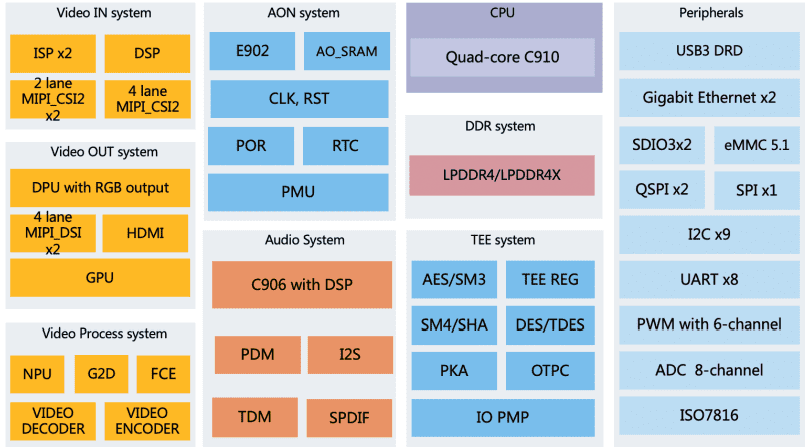 Video IN system
ISP x2
DSP
2 lane
MIPI_CSI2
x2
4 lane
MIPI_CSI2
Video OUT system
DPU with RGB output
4 lane
MIPI_DSI
x2
HDMI
GPU
Video Process system
NPU
G2D
FCE
VIDEO
DECODER
VIDEO
ENCODER
AON system
E902
AO_SRAM
CLK, RST
POR
RTC
PMU
Audio System
C906 with DSP
PDM
I2S
TDM
SPDIF
CPU
Quad-core C910
DDR system
LPDDR4/LPDDR4X
TEE system
AES/SM3
TEE REG
SM4/SHA
DES/TDES
PKA
OTPC
IO PMP
Peripherals
USB3 DRD
Gigabit Ethernet x2
SDIO3x2
eMMC 5.1
QSPI x2
SPI x1
I2C x9
UART x8
PWM with 6-channel
ADC 8-channel
ISO7816